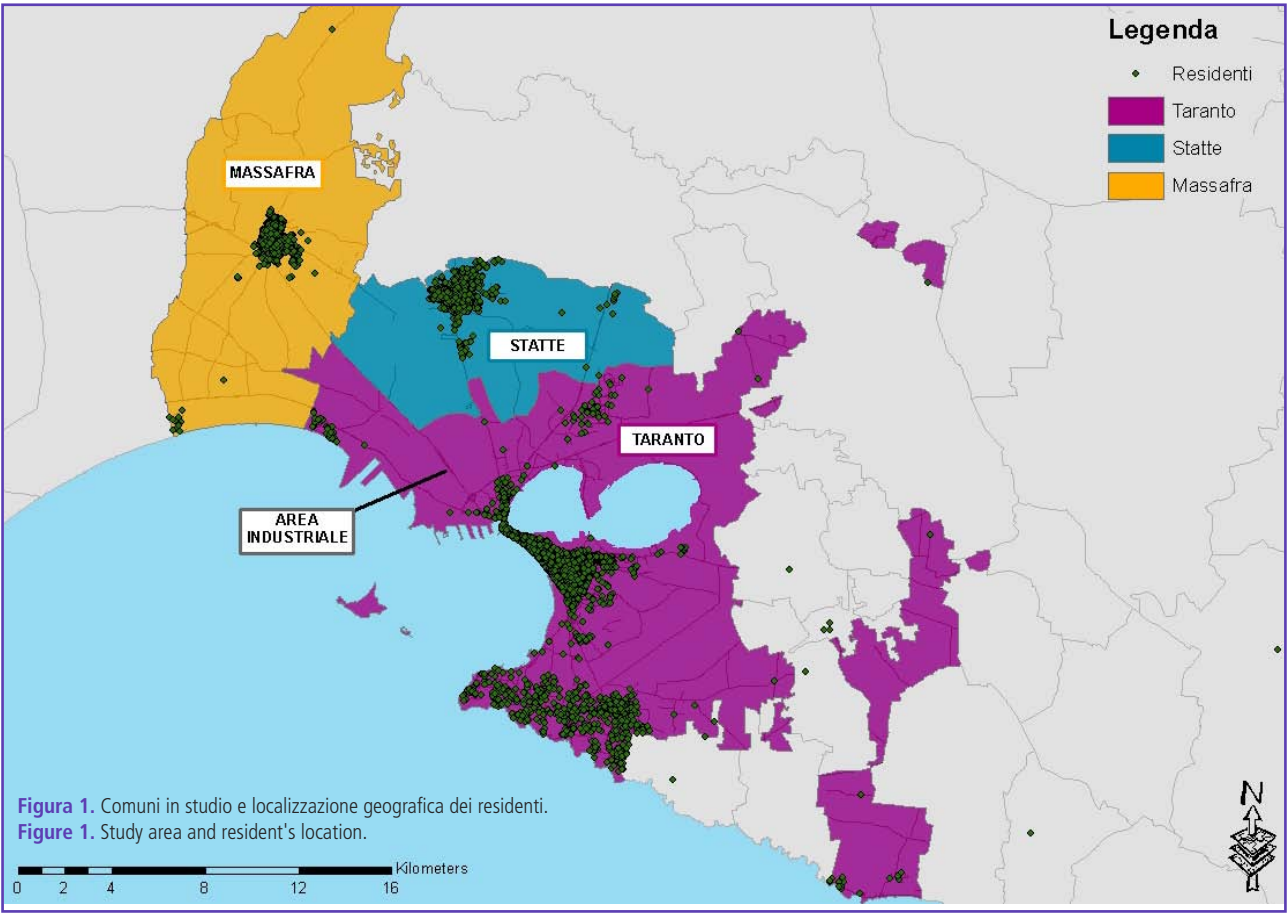 Legenda
Residenti
Taranto
Statte
Massafra
MASSAFRA
STATTE
TARANTO
AREA
INDUSTRIALE
Figura 1. Comuni in studio e localizzazione geografica dei residenti.
Figure 1. Study area and resident's location.
Kilometers
0 2 4 8 12 16
N